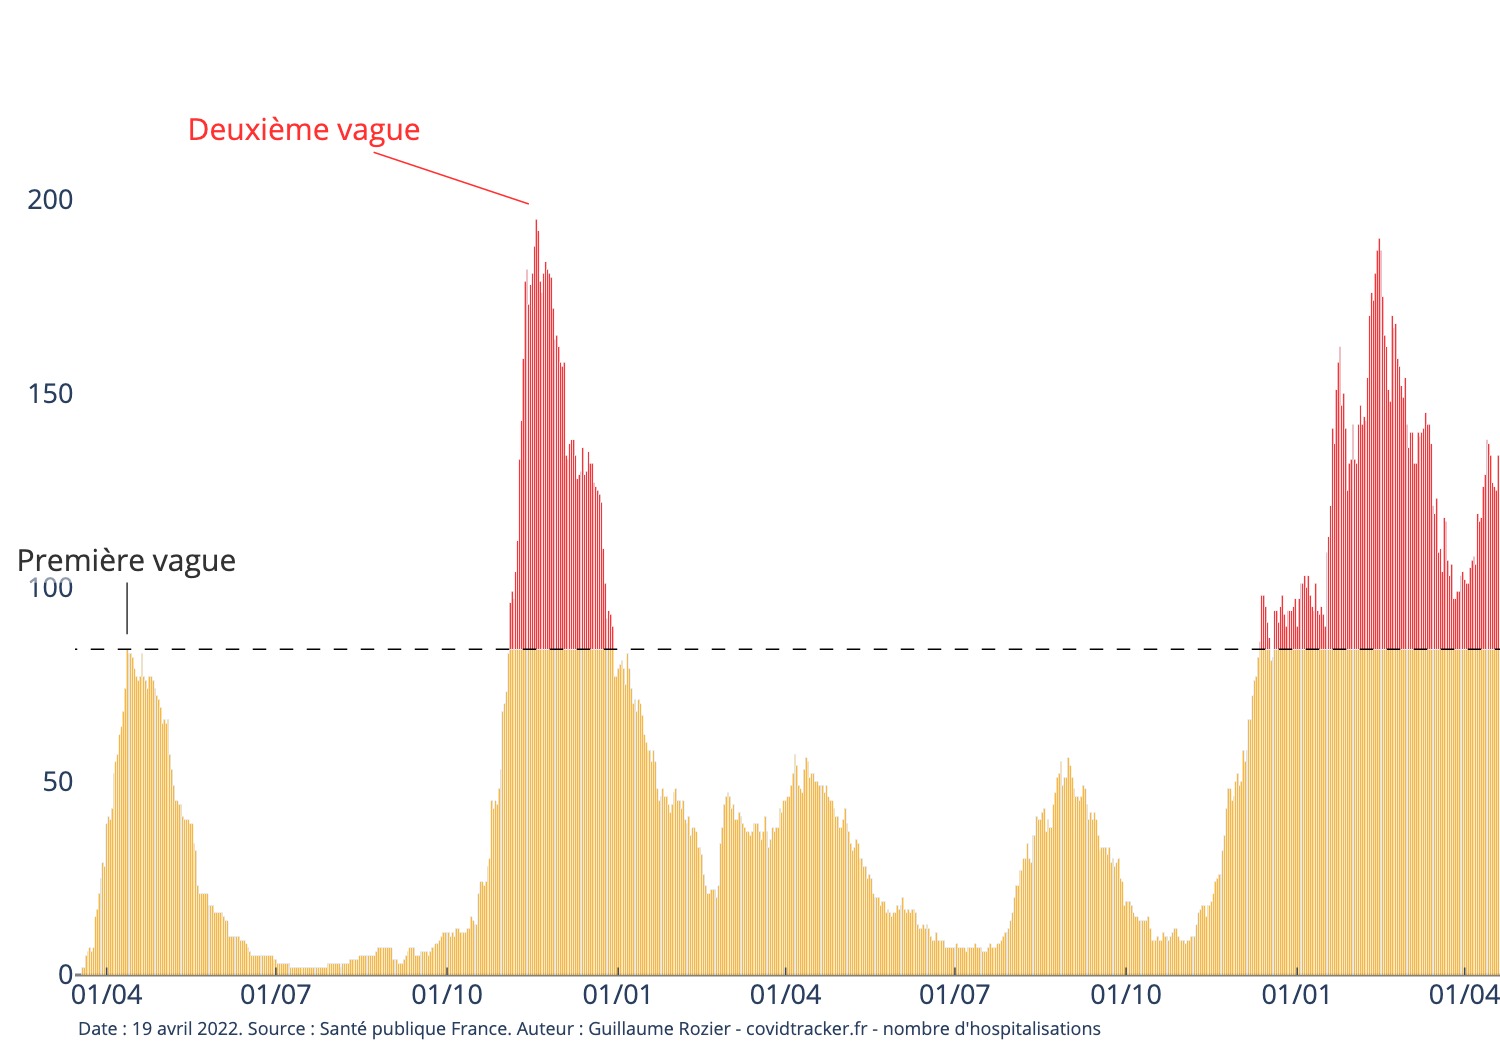 Deuxième vague
200
150
Première vague
100
50
0
01/04 01/07 01/10 01/01 01/04 01/07 01/10 01/01 01/04
Date : 19 avril 2022. Source : Santé publique France. Auteur : Guillaume Rozier - covidtracker.fr - nombre d'hospitalisations